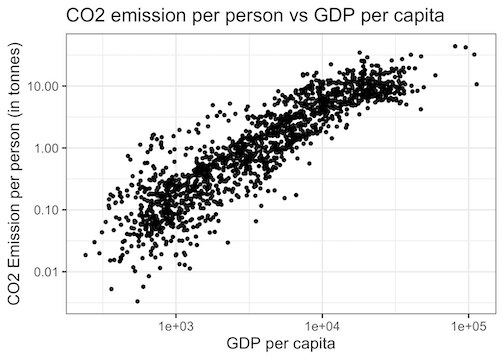 CO2 emission per person vs GDP per capita
CO2 Emission per person (in tonnes)
10.00
1.00
0.10
0.01
1e+03 1e+04 1e+05
GDP per capita